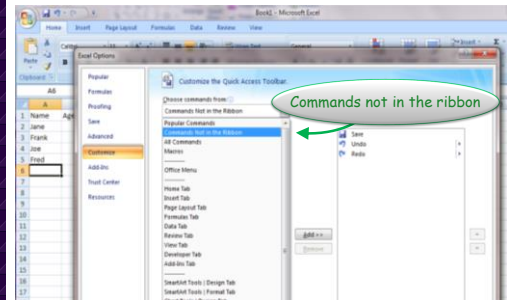 Book1 - Microsoft Excel
Home Insert Page Layout Formulas Data Review View
Paste
Clipboard
Excel Options
A6
A
1 Name Age
2 Jane
3 Frank
4 Joe
5 Fred
6
7
8
9
10
11
12
13
14
15
16
17
Popular
Formulas
Proofing
Save
Advanced
Customize
Add-Ins
Trust Center
Resources
Customize the Quick Access Toolbar.
Choose commands from:
Commands Not in the Ribbon
Popular Commands
Commands Not in the Ribbon
All Commands
Macros
Office Menu
Home Tab
Insert Tab
Page Layout Tab
Formulas Tab
Data Tab
Review Tab
View Tab
Developer Tab
Add-Ins Tab
SmartArt Tools | Design Tab
SmartArt Tools | Format Tab
Add >>
Remove
Commands not in the ribbon
Save
Undo
Redo